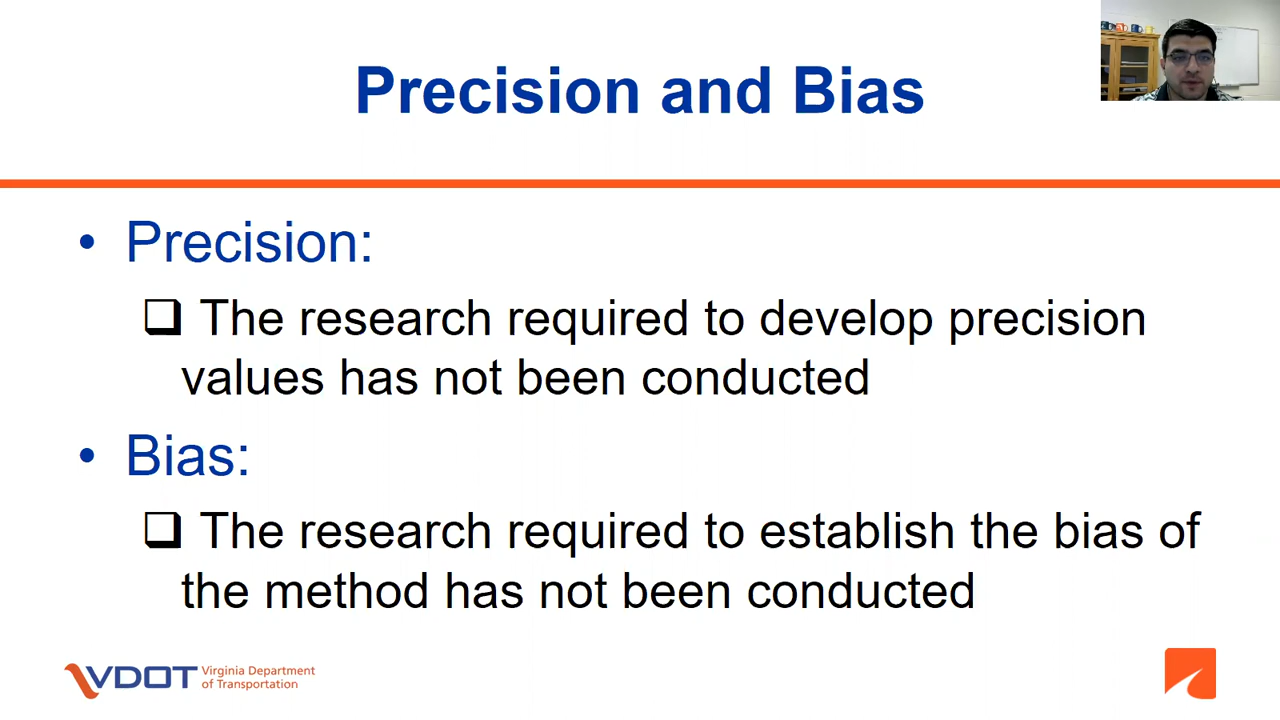 Precision and Bias
• Precision:
❑ The research required to develop precision
values has not been conducted
• Bias:
❑ The research required to establish the bias of
the method has not been conducted
VDOT Virginia Department
of Transportation